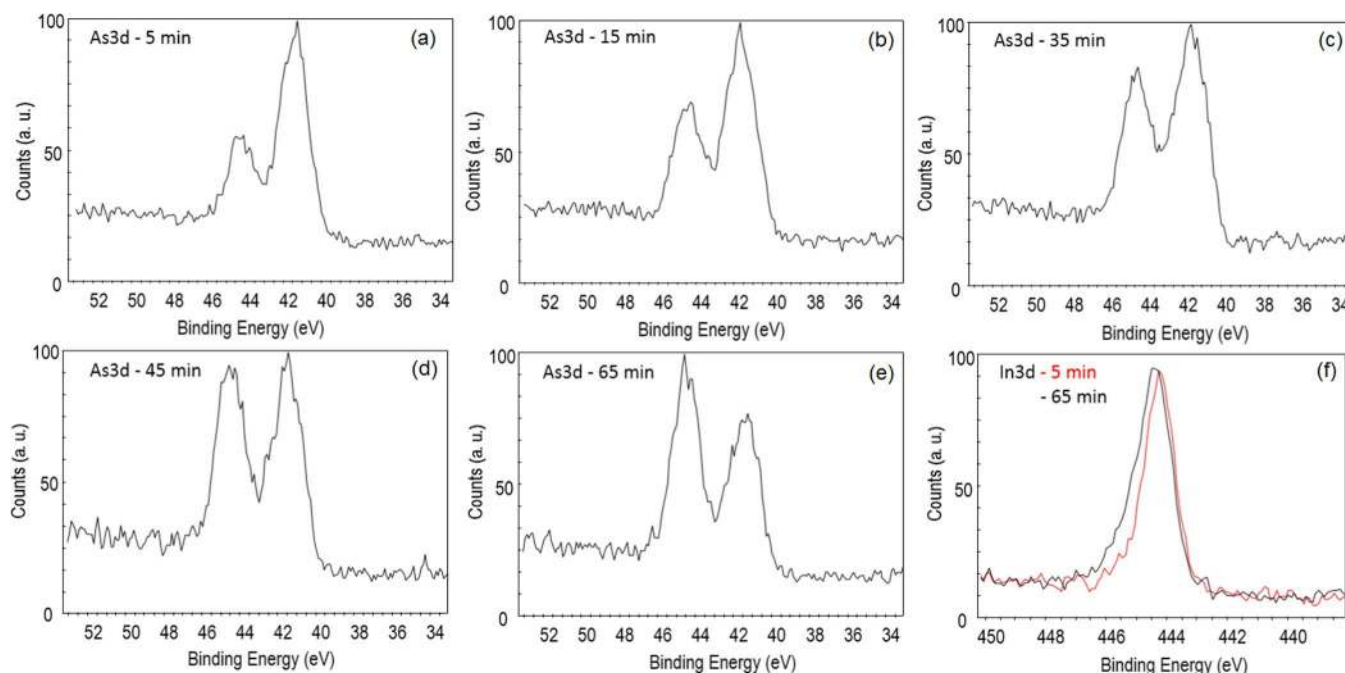 100
As3d - 5 min
(a)
Counts (a. u.)
50
0
52 50 48 46 44 42 40 38 36 34
Binding Energy (eV)
100
As3d - 15 min
(b)
Counts (a. u.)
50
0
52 50 48 46 44 42 40 38 36 34
Binding Energy (eV)
100
As3d - 35 min
(c)
Counts (a. u.)
50
0
52 50 48 46 44 42 40 38 36 34
Binding Energy (eV)
100
As3d - 45 min
(d)
Counts (a. u.)
50
0
52 50 48 46 44 42 40 38 36 34
Binding Energy (eV)
100
As3d - 65 min
(e)
Counts (a. u.)
50
0
52 50 48 46 44 42 40 38 36 34
Binding Energy (eV)
100
In3d - 5 min
- 65 min
(f)
Counts (a. u.)
50
0
450 448 446 444 442 440
Binding Energy (eV)